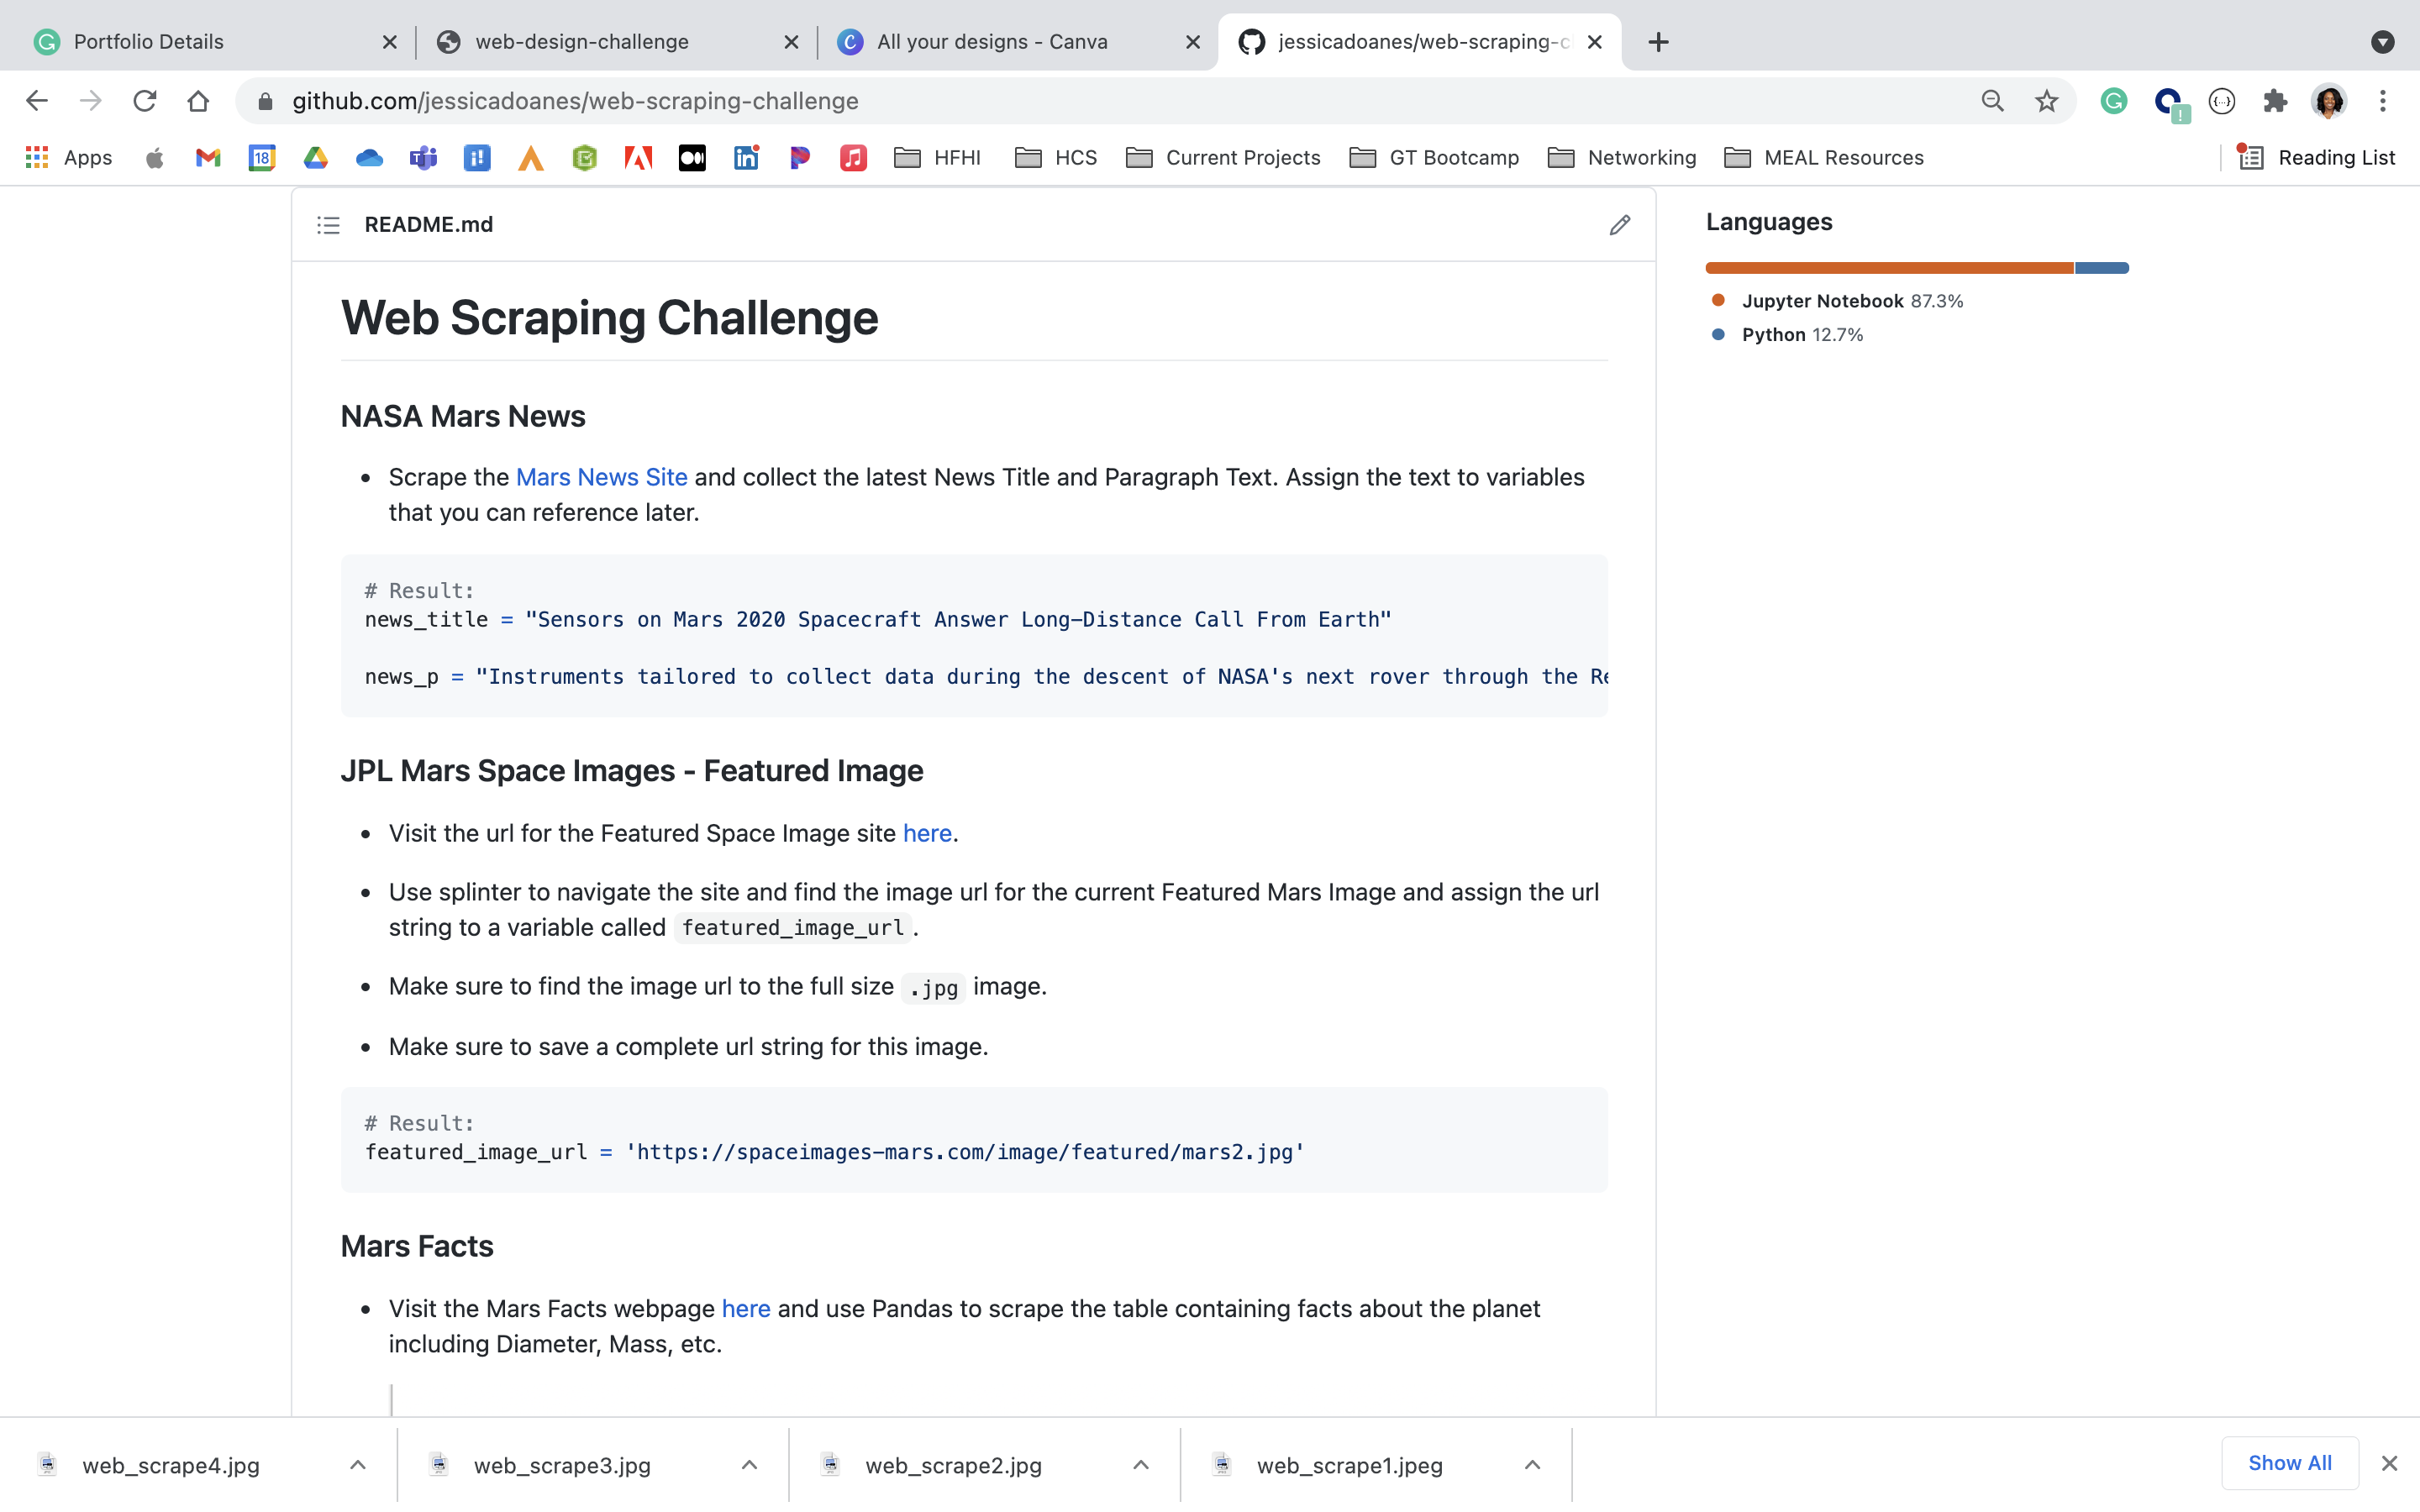 Portfolio Details
web-design-challenge
All your designs - Canva
jessicadoanes/web-scraping-c
github.com/jessicadoanes/web-scraping-challenge
Apps
18
HFHI
HCS
Current Projects
GT Bootcamp
Networking
MEAL Resources
Reading List
README.md
Web Scraping Challenge
NASA Mars News
Scrape the Mars News Site and collect the latest News Title and Paragraph Text. Assign the text to variables
that you can reference later.
# Result:
news_title = "Sensors on Mars 2020 Spacecraft Answer Long-Distance Call From Earth"
news_p = "Instruments tailored to collect data during the descent of NASA's next rover through the Re
JPL Mars Space Images - Featured Image
Visit the url for the Featured Space Image site here.
Use splinter to navigate the site and find the image url for the current Featured Mars Image and assign the url
string to a variable called featured_image_url.
Make sure to find the image url to the full size .jpg image.
Make sure to save a complete url string for this image.
# Result:
featured_image_url = 'https://spaceimages-mars.com/image/featured/mars2.jpg'
Mars Facts
Visit the Mars Facts webpage here and use Pandas to scrape the table containing facts about the planet
including Diameter, Mass, etc.
Languages
Jupyter Notebook 87.3%
Python 12.7%
web_scrape4.jpg
web_scrape3.jpg
web_scrape2.jpg
web_scrape1.jpeg
Show All